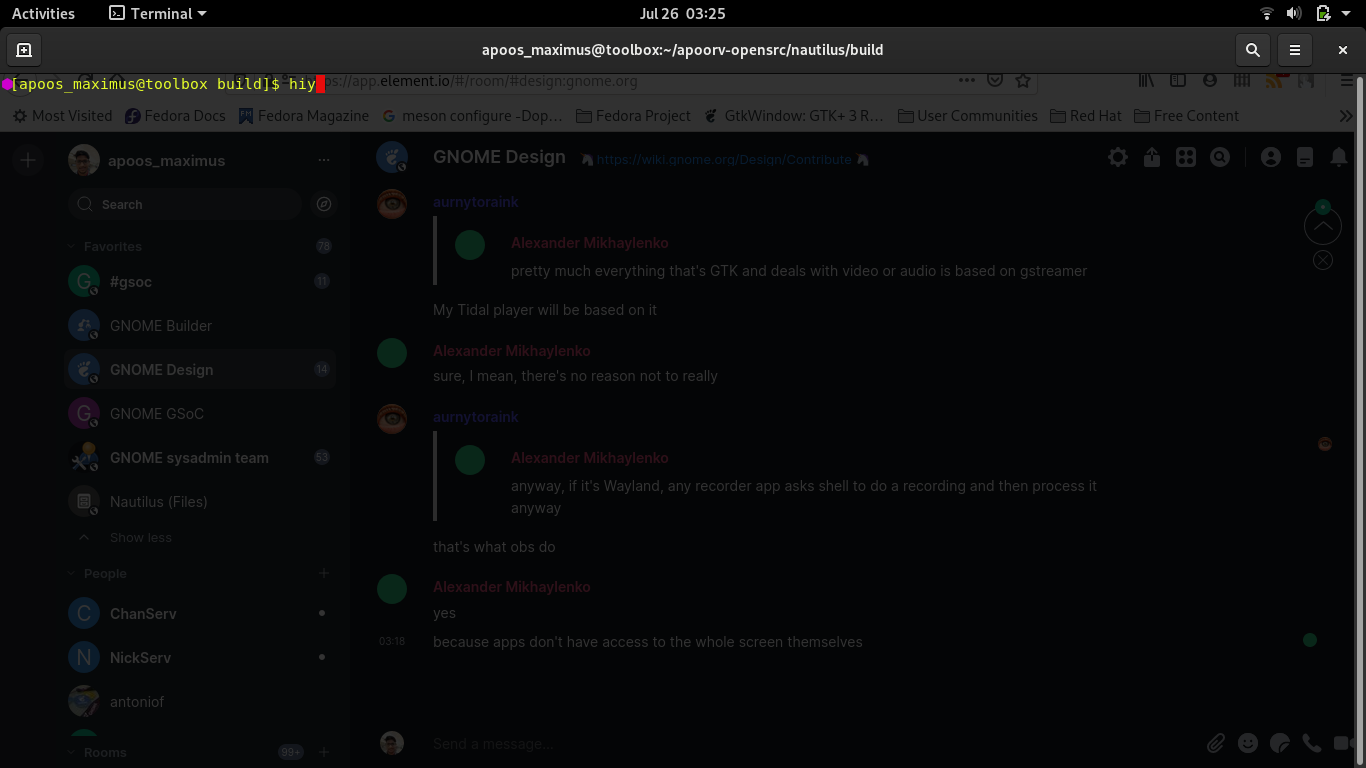 Activities Terminal Jul 26 03:25
apoos_maximus@toolbox:~/apoorv-opensrc/nautilus/build
[apoos_maximus@toolbox build]$ hiy
s://app.element.io/#/room/#design:gnome.org
Most Visited Fedora Docs Fedora Magazine meson configure -Dop... Fedora Project GtkWindow: GTK+ 3 R... User Communities Red Hat Free Content
apoos_maximus
Search
Favorites 78
G #gsoc 11
GNOME Builder
GNOME Design 14
G GNOME GSoC
GNOME sysadmin team 53
Nautilus (Files)
Show less
People
C ChanServ
N NickServ
antoniof
Rooms 99+
GNOME Design https://wiki.gnome.org/Design/Contribute
aurnytoraink
Alexander Mikhaylenko
pretty much everything that's GTK and deals with video or audio is based on gstreamer
My Tidal player will be based on it
Alexander Mikhaylenko
sure, I mean, there's no reason not to really
aurnytoraink
Alexander Mikhaylenko
anyway, if it's Wayland, any recorder app asks shell to do a recording and then process it
anyway
that's what obs do
Alexander Mikhaylenko
yes
03:18 because apps don't have access to the whole screen themselves
Send a message...